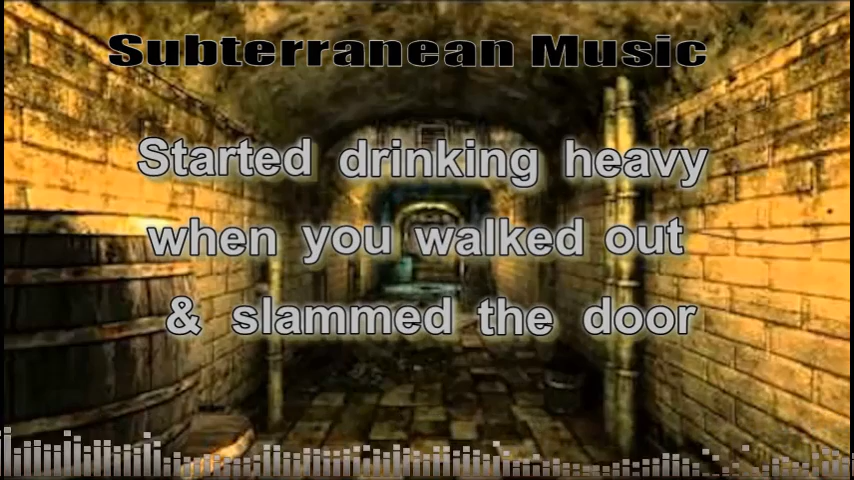 Subterranean Music
Started drinking heavy
when you walked out
& slammed the door